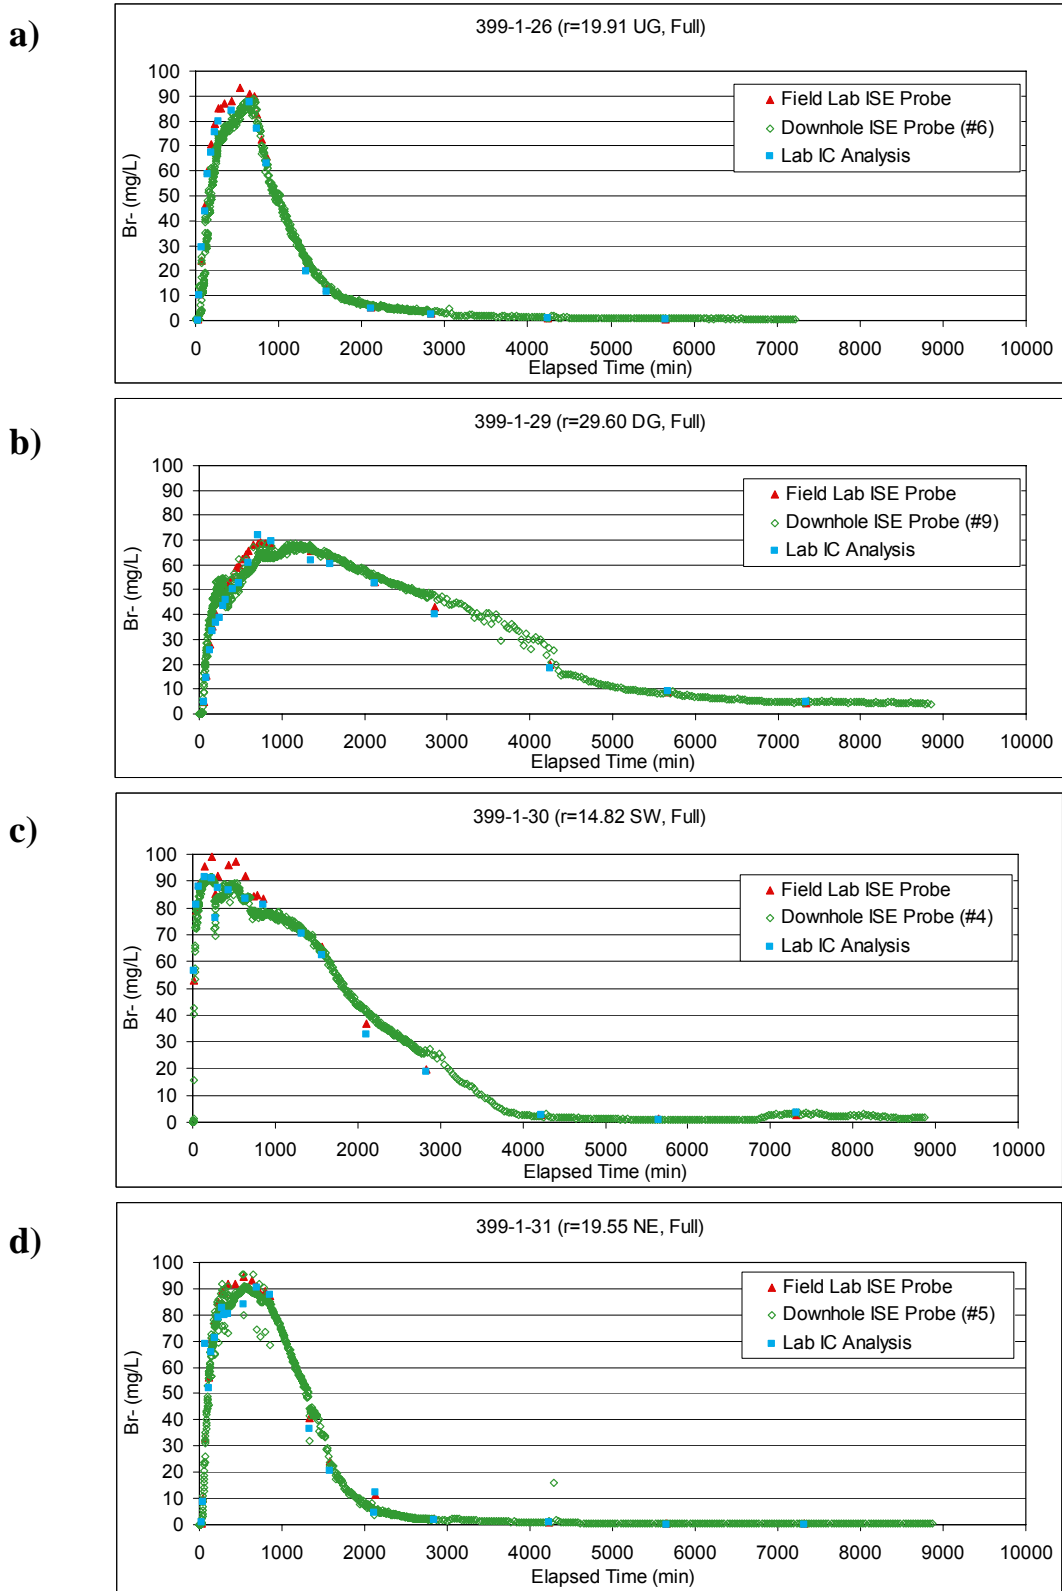 a)
399-1-26 (r=19.91 UG, Full)
100
90
80
70
60
50
40
30
20
10
0
Br- (mg/L)
Field Lab ISE Probe
Downhole ISE Probe (#6)
Lab IC Analysis
0 1000 2000 3000 4000 5000 6000 7000 8000 9000 10000
Elapsed Time (min)
b)
399-1-29 (r=29.60 DG, Full)
100
90
80
70
60
50
40
30
20
10
0
Br- (mg/L)
Field Lab ISE Probe
Downhole ISE Probe (#9)
Lab IC Analysis
0 1000 2000 3000 4000 5000 6000 7000 8000 9000 10000
Elapsed Time (min)
c)
399-1-30 (r=14.82 SW, Full)
100
90
80
70
60
50
40
30
20
10
0
Br- (mg/L)
Field Lab ISE Probe
Downhole ISE Probe (#4)
Lab IC Analysis
0 1000 2000 3000 4000 5000 6000 7000 8000 9000 10000
Elapsed Time (min)
d)
399-1-31 (r=19.55 NE, Full)
100
90
80
70
60
50
40
30
20
10
0
Br- (mg/L)
Field Lab ISE Probe
Downhole ISE Probe (#5)
Lab IC Analysis
0 1000 2000 3000 4000 5000 6000 7000 8000 9000 10000
Elapsed Time (min)